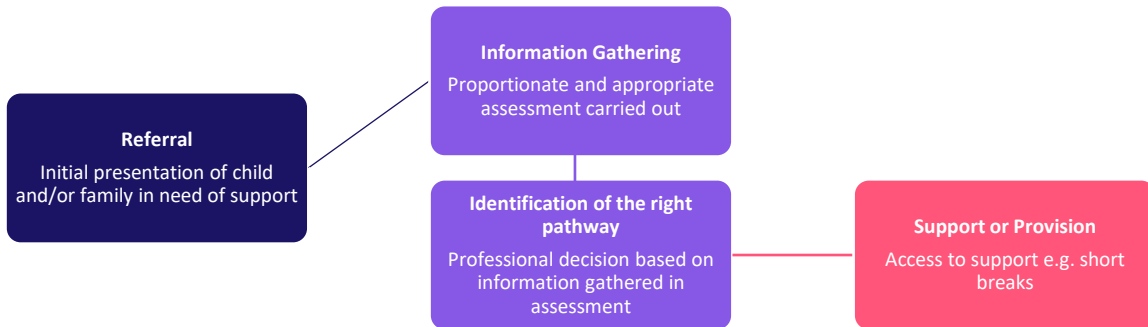 Referral
Initial presentation of child
and/or family in need of support
Information Gathering
Proportionate and appropriate
assessment carried out
Identification of the right
pathway
Professional decision based on
information gathered in
assessment
Support or Provision
Access to support e.g. short
breaks